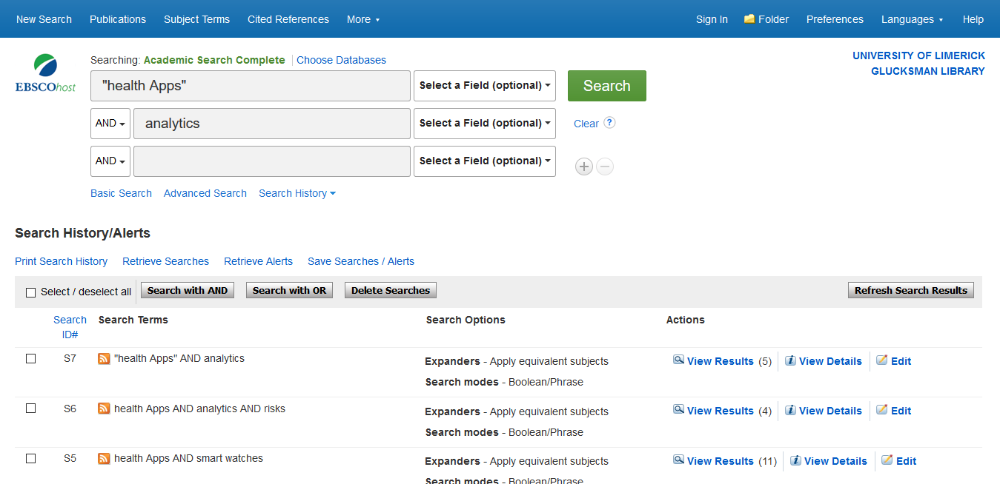 New Search Publications Subject Terms Cited References More Sign In Folder Preferences Languages Help
Searching: Academic Search Complete Choose Databases
UNIVERSITY OF LIMERICK
GLUCKSMAN LIBRARY
EBSCOhost
"health Apps" Select a Field (optional) Search
AND analytics Select a Field (optional) Clear ?
AND Select a Field (optional)
Basic Search Advanced Search Search History
Search History/Alerts
Print Search History Retrieve Searches Retrieve Alerts Save Searches / Alerts
Select / deselect all Search with AND Search with OR Delete Searches Refresh Search Results
Search ID# Search Terms Search Options Actions
S7 "health Apps" AND analytics Expanders - Apply equivalent subjects View Results (5) View Details Edit
Search modes - Boolean/Phrase
S6 health Apps AND analytics AND risks Expanders - Apply equivalent subjects View Results (4) View Details Edit
Search modes - Boolean/Phrase
S5 health Apps AND smart watches Expanders - Apply equivalent subjects View Results (11) View Details Edit
Search modes - Boolean/Phrase